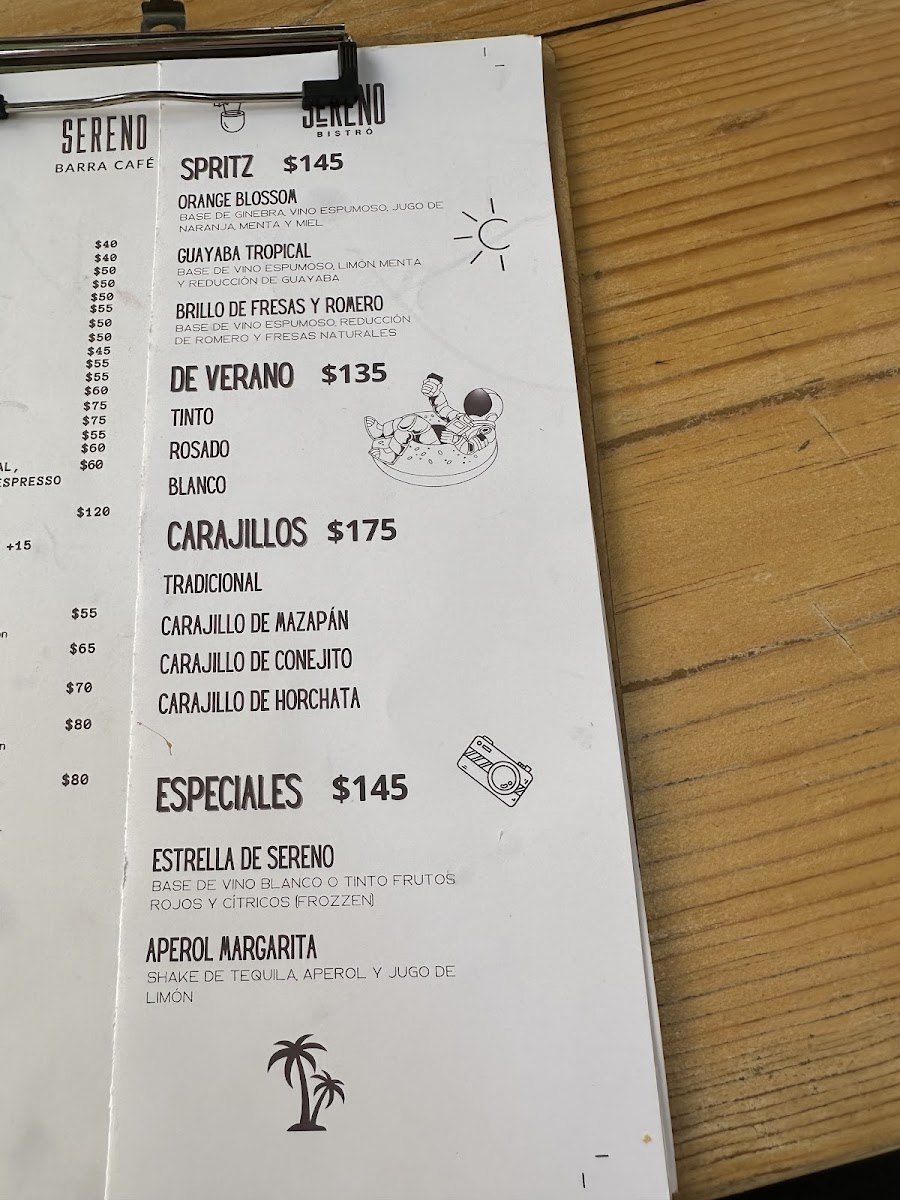 SERENO
BARRA CAFÉ
$40
$40
$50
$50
$50
$55
$50
$50
$45
$55
$55
$60
$75
$75
$55
$60
AL, $60
ESPRESSO
$120
+15
$55
$65
$70
$80
$80
SERENO
BISTRÓ
SPRITZ $145
ORANGE BLOSSOM
BASE DE GINEBRA, VINO ESPUMOSO, JUGO DE
NARANJA, MENTA Y MIEL
GUAYABA TROPICAL
BASE DE VINO ESPUMOSO, LIMÓN, MENTA
Y REDUCCIÓN DE GUAYABA
BRILLO DE FRESAS Y ROMERO
BASE DE VINO ESPUMOSO, REDUCCIÓN
DE ROMERO Y FRESAS NATURALES
DE VERANO $135
TINTO
ROSADO
BLANCO
CARAJILLOS $175
TRADICIONAL
CARAJILLO DE MAZAPÁN
CARAJILLO DE CONEJITO
CARAJILLO DE HORCHATA
ESPECIALES $145
ESTRELLA DE SERENO
BASE DE VINO BLANCO O TINTO FRUTOS
ROJOS Y CÍTRICOS (FROZZEN)
APEROL MARGARITA
SHAKE DE TEQUILA, APEROL Y JUGO DE
LIMÓN